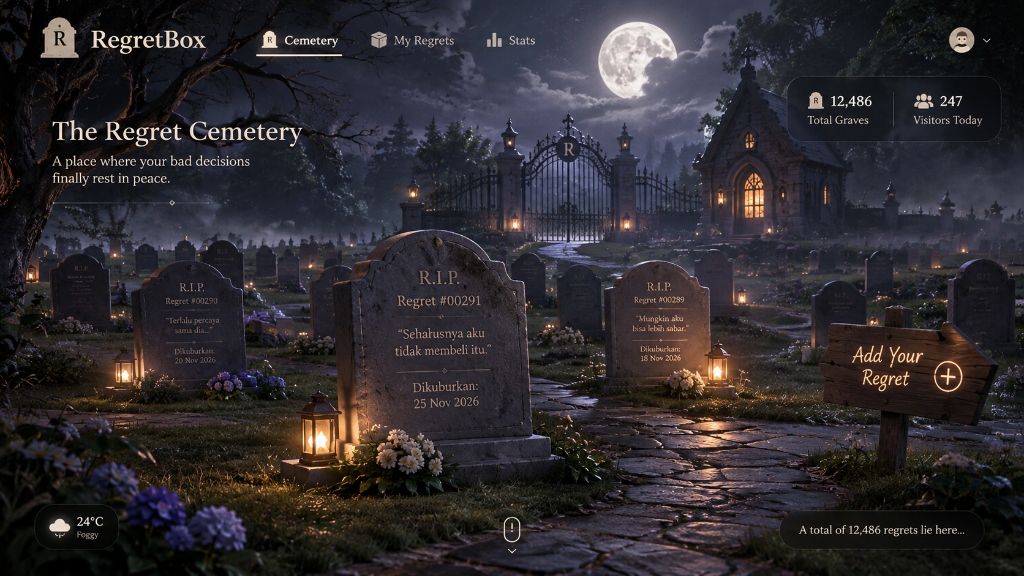 R
RegretBox
R
Cemetery
My Regrets
Stats
The Regret Cemetery
A place where your bad decisions
finally rest in peace.
R
12,486
Total Graves
247
Visitors Today
R
R.I.P.
Regret #00290
"Terlalu percaya
sama dia..."
Dikuburkan:
20 Nov 2026
R.I.P.
Regret #00291
"Seharusnya aku
tidak membeli itu."
Dikuburkan:
25 Nov 2026
R.I.P.
Regret #00289
"Mungkin aku
bisa lebih sabar."
Dikuburkan:
18 Nov 2026
Add Your
Regret
24°C
Foggy
A total of 12,486 regrets lie here...